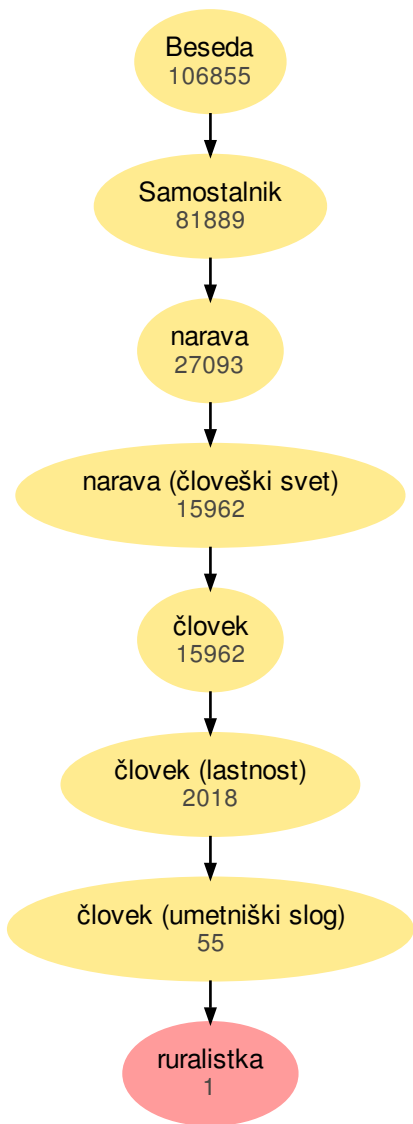 Beseda
106855
Samostalnik
81889
narava
27093
narava (človeški svet)
15962
človek
15962
človek (lastnost)
2018
človek (umetniški slog)
55
ruralistka
1